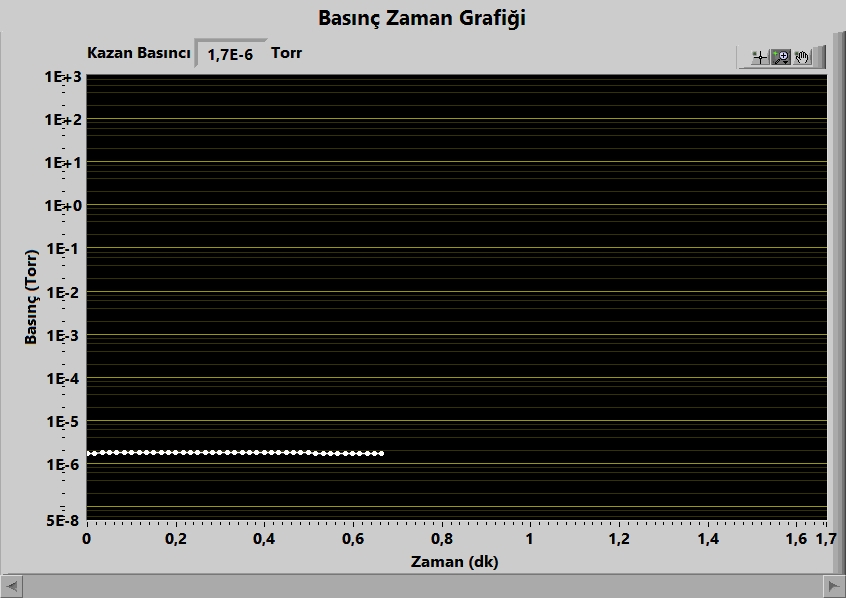 Basınç Zaman Grafiği
Kazan Basıncı 1,7E-6 Torr
1E+3
1E+2
1E+1
1E+0
1E-1
1E-2
1E-3
1E-4
1E-5
1E-6
5E-8
Basınç (Torr)
0 0,2 0,4 0,6 0,8 1 1,2 1,4 1,6 1,7
Zaman (dk)